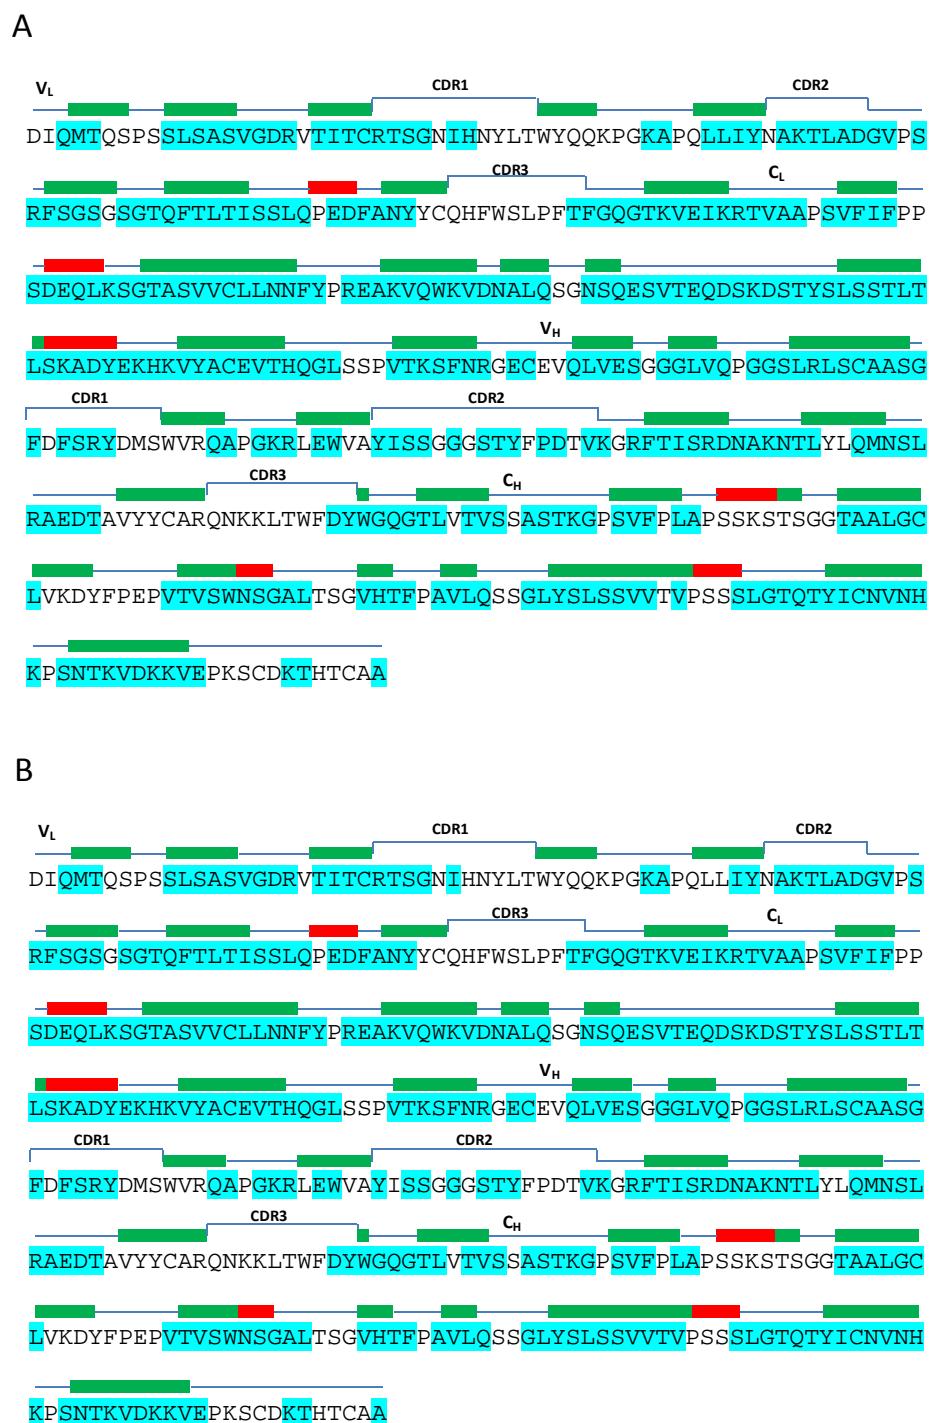 A
VL CDR1 CDR2
DIQMTQSPSSLSASVGDRVTITCRTSGNIHNYLTWYQQKPGKAPQLLIYNAKTLADGVPS
CDR3 CL
RFSGSGSGTQFTLTISSLQPEDFANYYCQHFWSLPFTFGQGTKVEIKRTVAAPSVFIFPP
SDEQLKSGTASVVCLLNNFYPREAKVQWKVDNALQSGNSQESVTEQDSKDSTYSLSSTLT
VH
LSKADYEKHKVYACEVTHQGLSSPVTKSFNRGECEVQLVESGGGLVQPGGSLRLSCAASG
CDR1 CDR2
FDFSRYDMSWVRQAPGKRLEWVAYISSGGGSTYFPDTVKGRFTISRDNAKNTLYLQMNSL
CDR3 CH
RAEDTAVYYCARQNKKLTWFDYWGQGTLVTVSSASTKGPSVFPLAPSSKSTSGGTAALGC
LVKDYFPEPVTVSWNSGALTSGVHTFPAVLQSSGLYSLSSVVTVPSSSLGTQTYICNVNH
KPSNTKVDKKVEPKSCDKTHTCAA
B
VL CDR1 CDR2
DIQMTQSPSSLSASVGDRVTITCRTSGNIHNYLTWYQQKPGKAPQLLIYNAKTLADGVPS
CDR3 CL
RFSGSGSGTQFTLTISSLQPEDFANYYCQHFWSLPFTFGQGTKVEIKRTVAAPSVFIFPP
SDEQLKSGTASVVCLLNNFYPREAKVQWKVDNALQSGNSQESVTEQDSKDSTYSLSSTLT
VH
LSKADYEKHKVYACEVTHQGLSSPVTKSFNRGECEVQLVESGGGLVQPGGSLRLSCAASG
CDR1 CDR2
FDFSRYDMSWVRQAPGKRLEWVAYISSGGGSTYFPDTVKGRFTISRDNAKNTLYLQMNSL
CDR3 CH
RAEDTAVYYCARQNKKLTWFDYWGQGTLVTVSSASTKGPSVFPLAPSSKSTSGGTAALGC
LVKDYFPEPVTVSWNSGALTSGVHTFPAVLQSSGLYSLSSVVTVPSSSLGTQTYICNVNH
KPSNTKVDKKVEPKSCDKTHTCAA